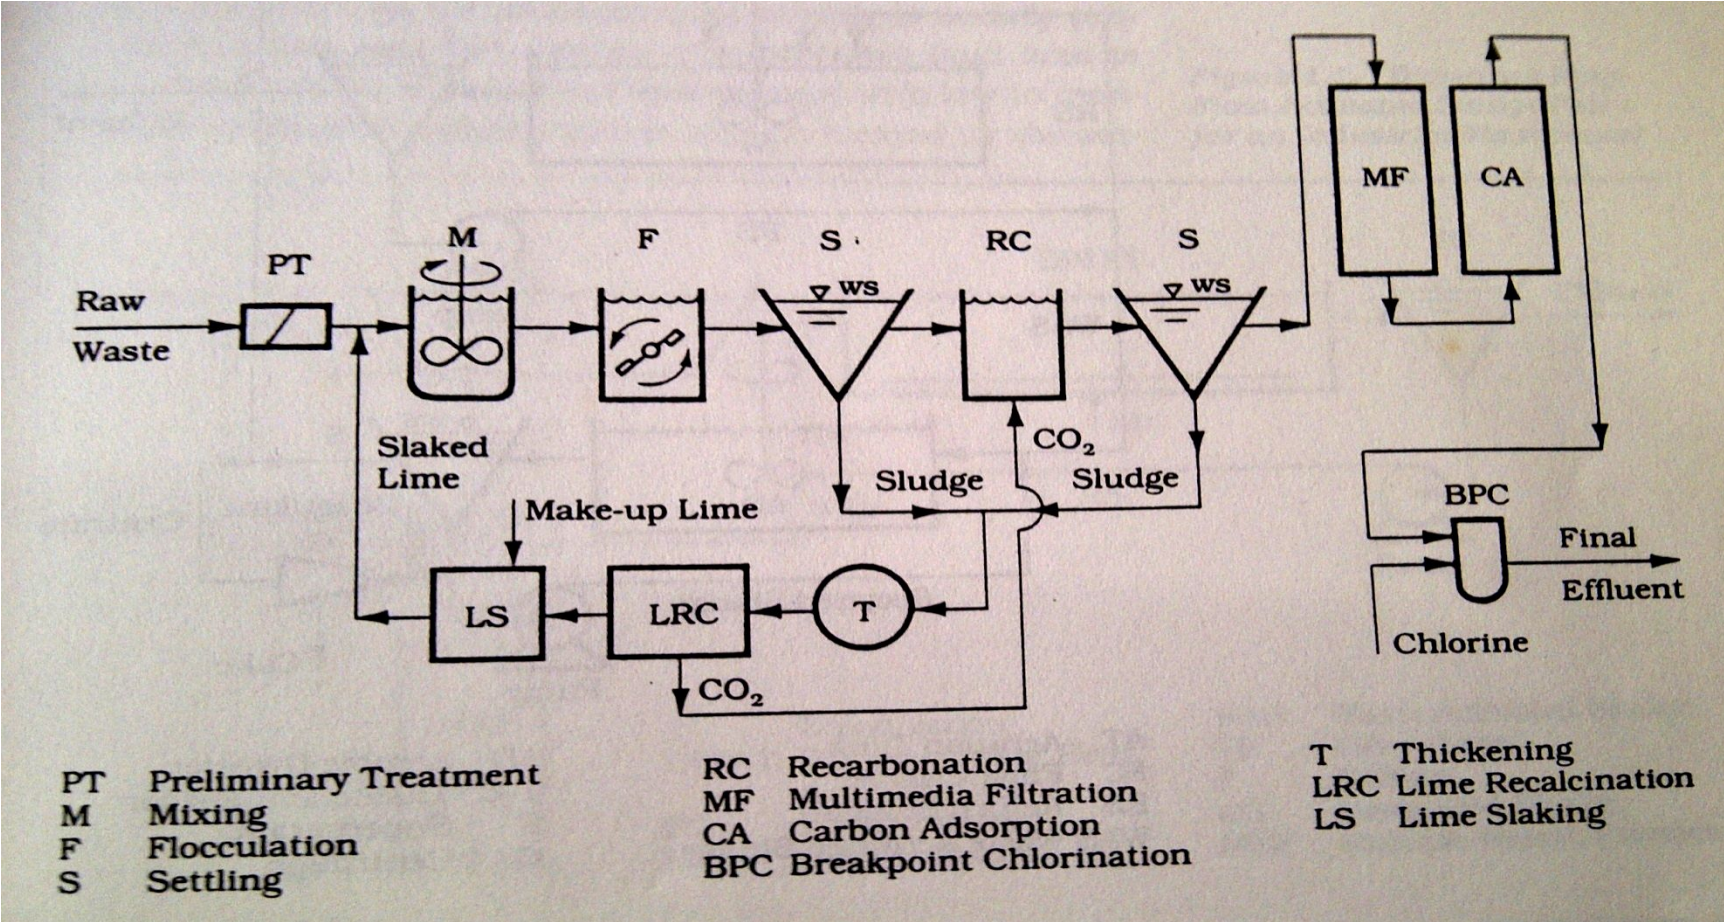 PT
M
F
S
RC
S
MF
CA
Raw
Waste
ws
ws
Slaked
Lime
CO₂
Sludge
Sludge
Make-up Lime
BPC
Final
Effluent
LS
LRC
T
Chlorine
CO₂
PT Preliminary Treatment
M Mixing
F Flocculation
S Settling
RC Recarbonation
MF Multimedia Filtration
CA Carbon Adsorption
BPC Breakpoint Chlorination
T Thickening
LRC Lime Recalcination
LS Lime Slaking